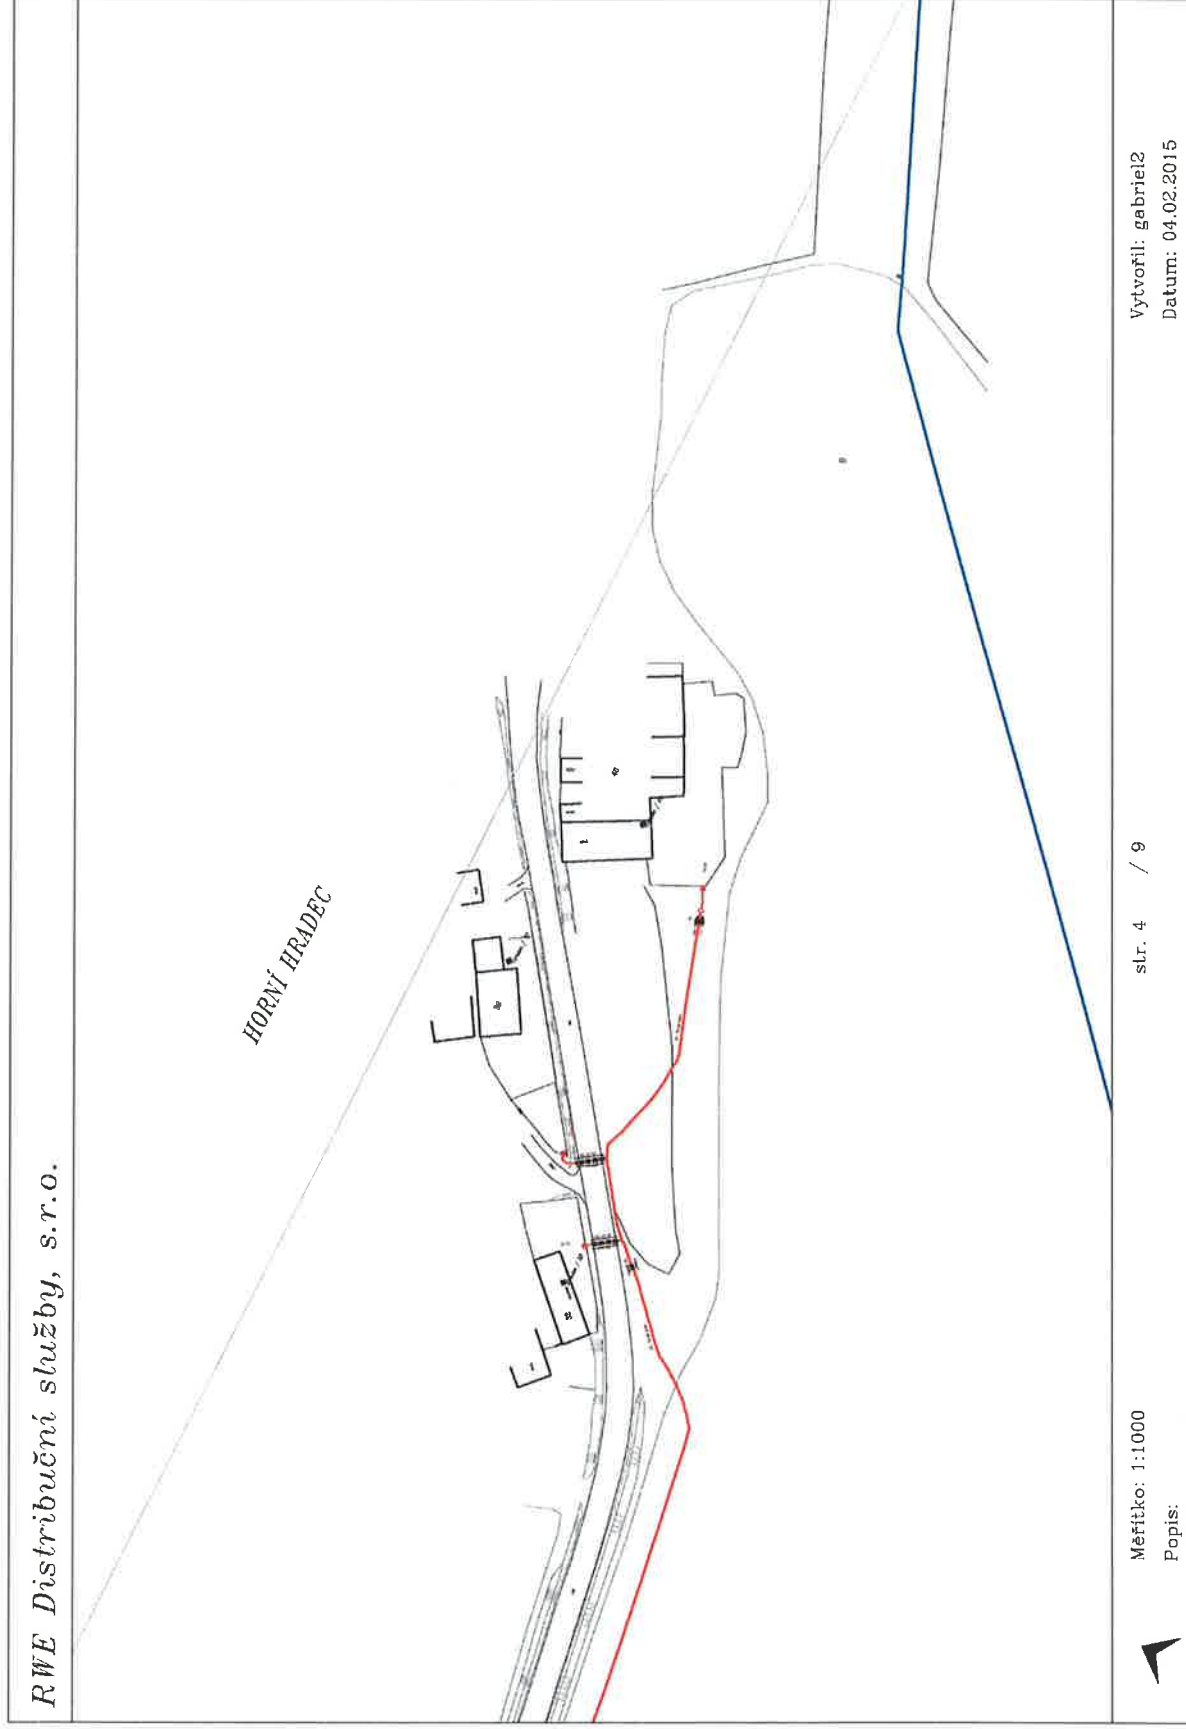 RWE Distribuční služby, s.r.o.
HORNÍ HRADEC
Měřítko: 1:1000
str. 4 / 9
Vytvořil: gabriel2
Popis:
Datum: 04.02.2015